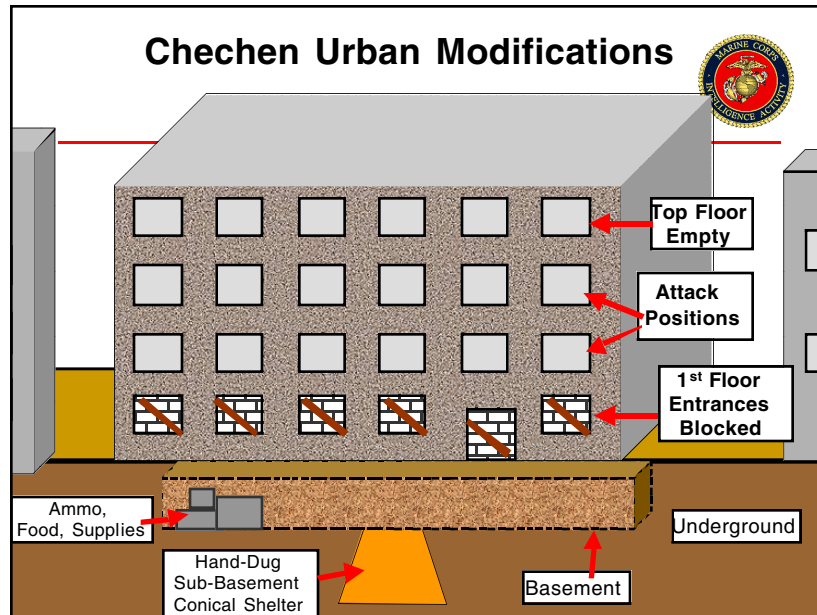 Chechen Urban Modifications
MARINE CORPS
INTELLIGENCE ACTIVITY
Top Floor
Empty
Attack
Positions
1st Floor
Entrances
Blocked
Ammo,
Food, Supplies
Underground
Hand-Dug
Sub-Basement
Conical Shelter
Basement